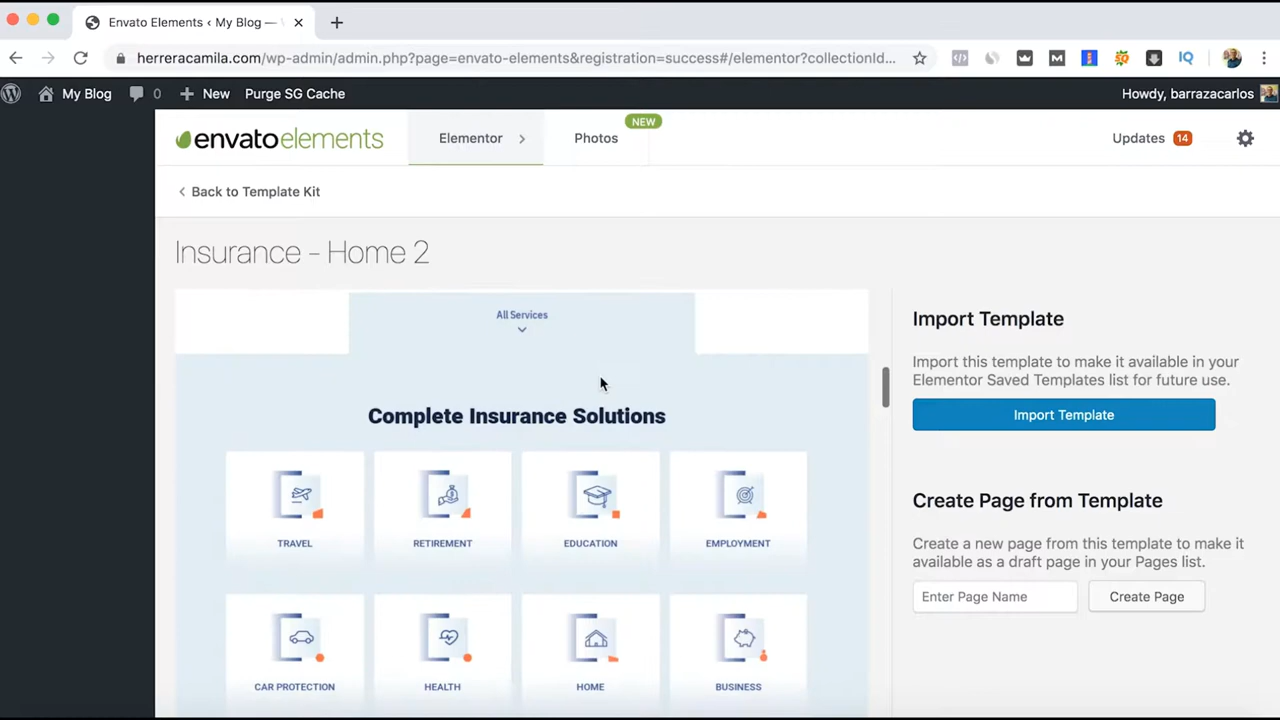 Envato Elements ‹ My Blog —
herreracamila.com/wp-admin/admin.php?page=envato-elements&registration=success#/elementor?collectionId...
IQ
My Blog 0 New Purge SG Cache Howdy, barrazacarlos
envatoelements Elementor Photos NEW Updates 14
Back to Template Kit
Insurance – Home 2
All Services
Complete Insurance Solutions
TRAVEL RETIREMENT EDUCATION EMPLOYMENT
CAR PROTECTION HEALTH HOME BUSINESS
Import Template
Import this template to make it available in your
Elementor Saved Templates list for future use.
Import Template
Create Page from Template
Create a new page from this template to make it
available as a draft page in your Pages list.
Enter Page Name Create Page